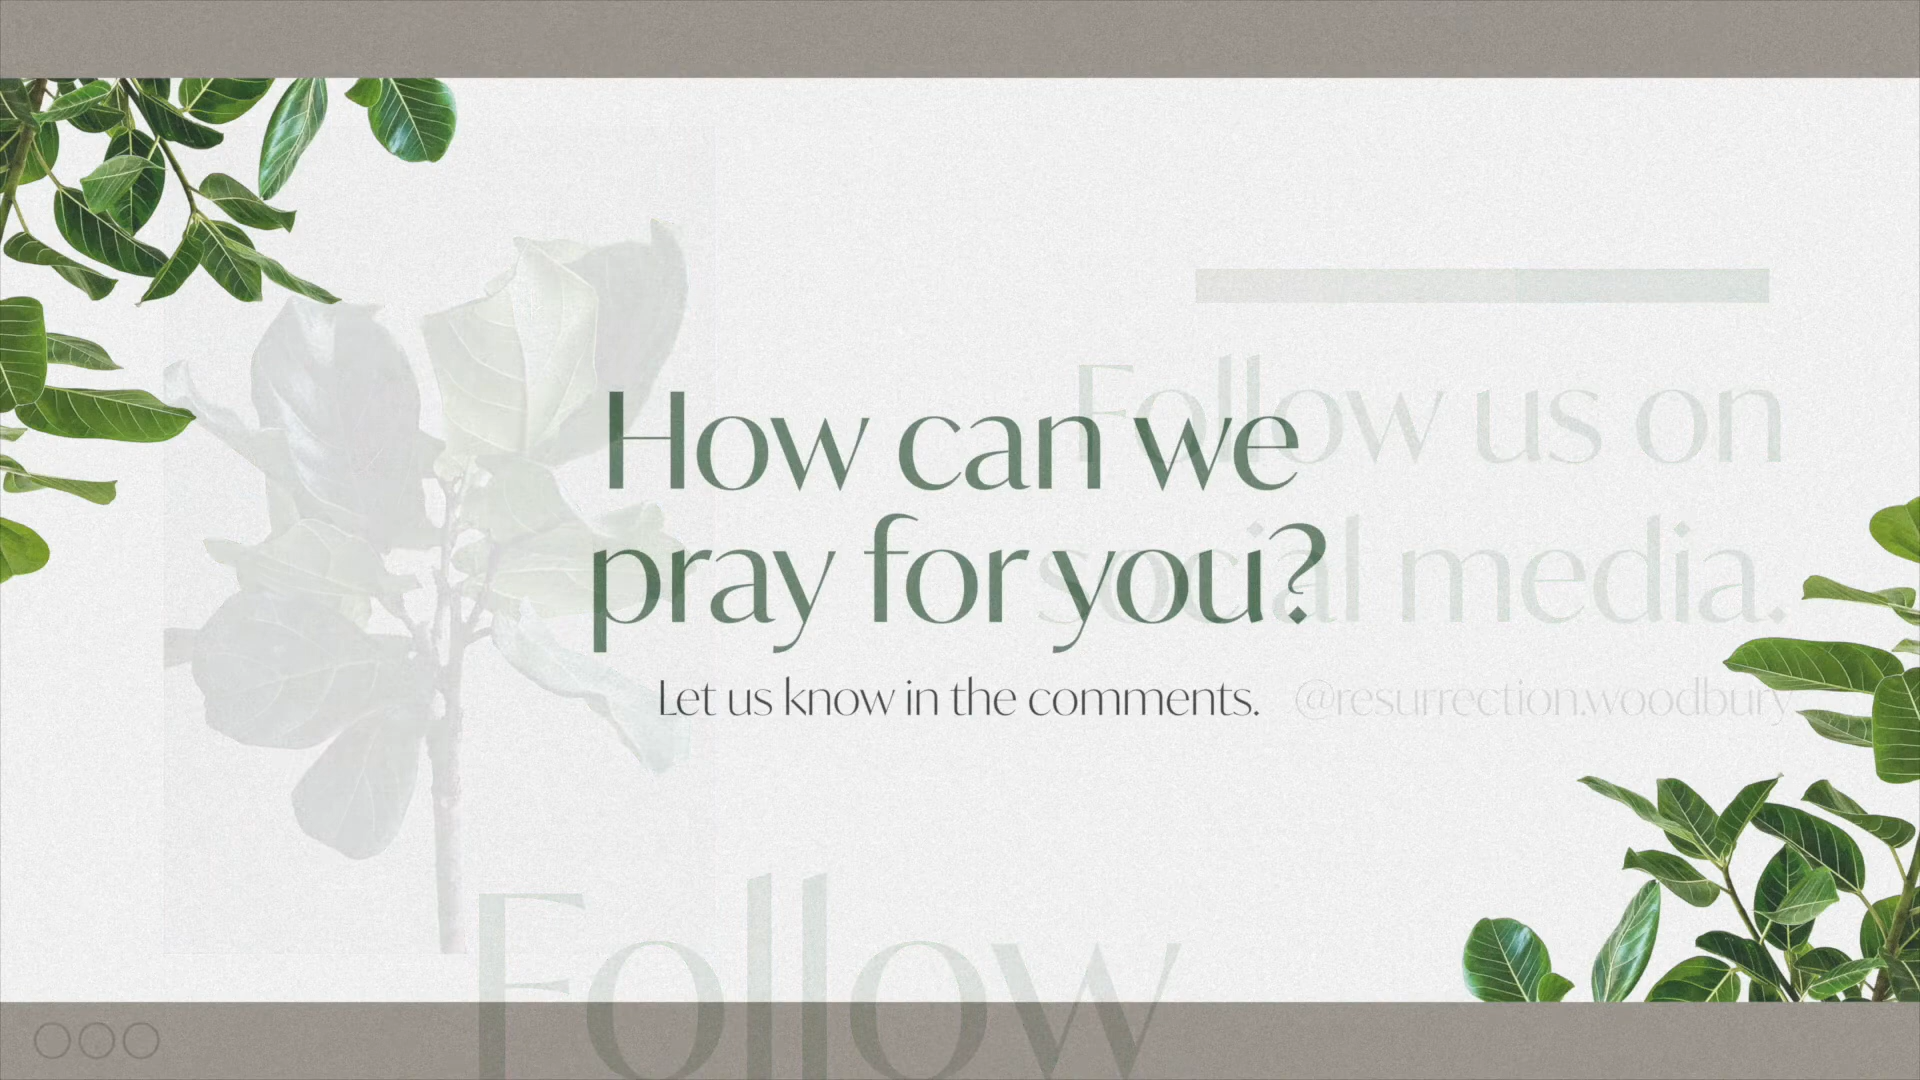 How can we
pray for you?
Let us know in the comments.
Follow us on
social media.
@resurrection.woodbury
Follow